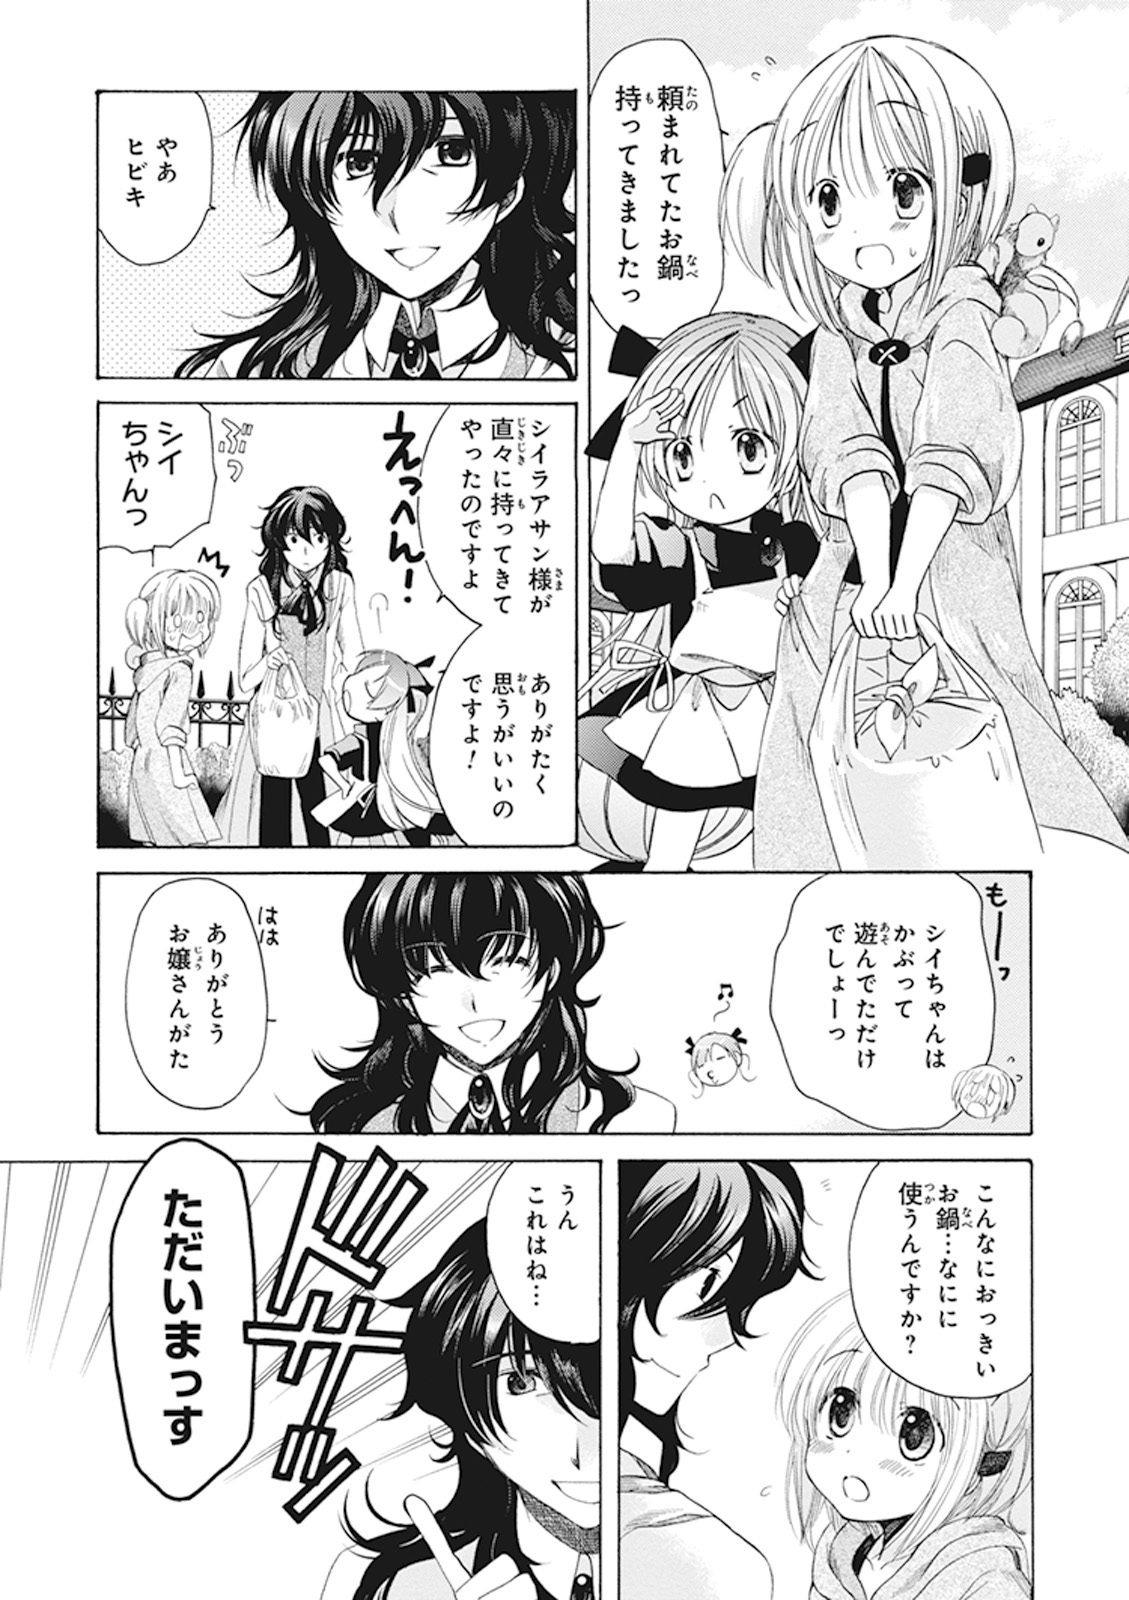 頼まれてたお鍋
持ってきましたっ
やあ
ヒビキ
シイラアサン様が
直々に持ってきて
やったのですよ
ありがたく
思うがいいの
ですよ！
えっへん！
ぶっ
シイ
ちゃんっ
もーっ
シイちゃんは
かぶって
遊んでただけ
でしょーっ
はは
ありがとう
お嬢さんがた
こんなにおっきい
お鍋…なにに
使うんですか？
うん
これはね…
ドサッ
ただいまっす